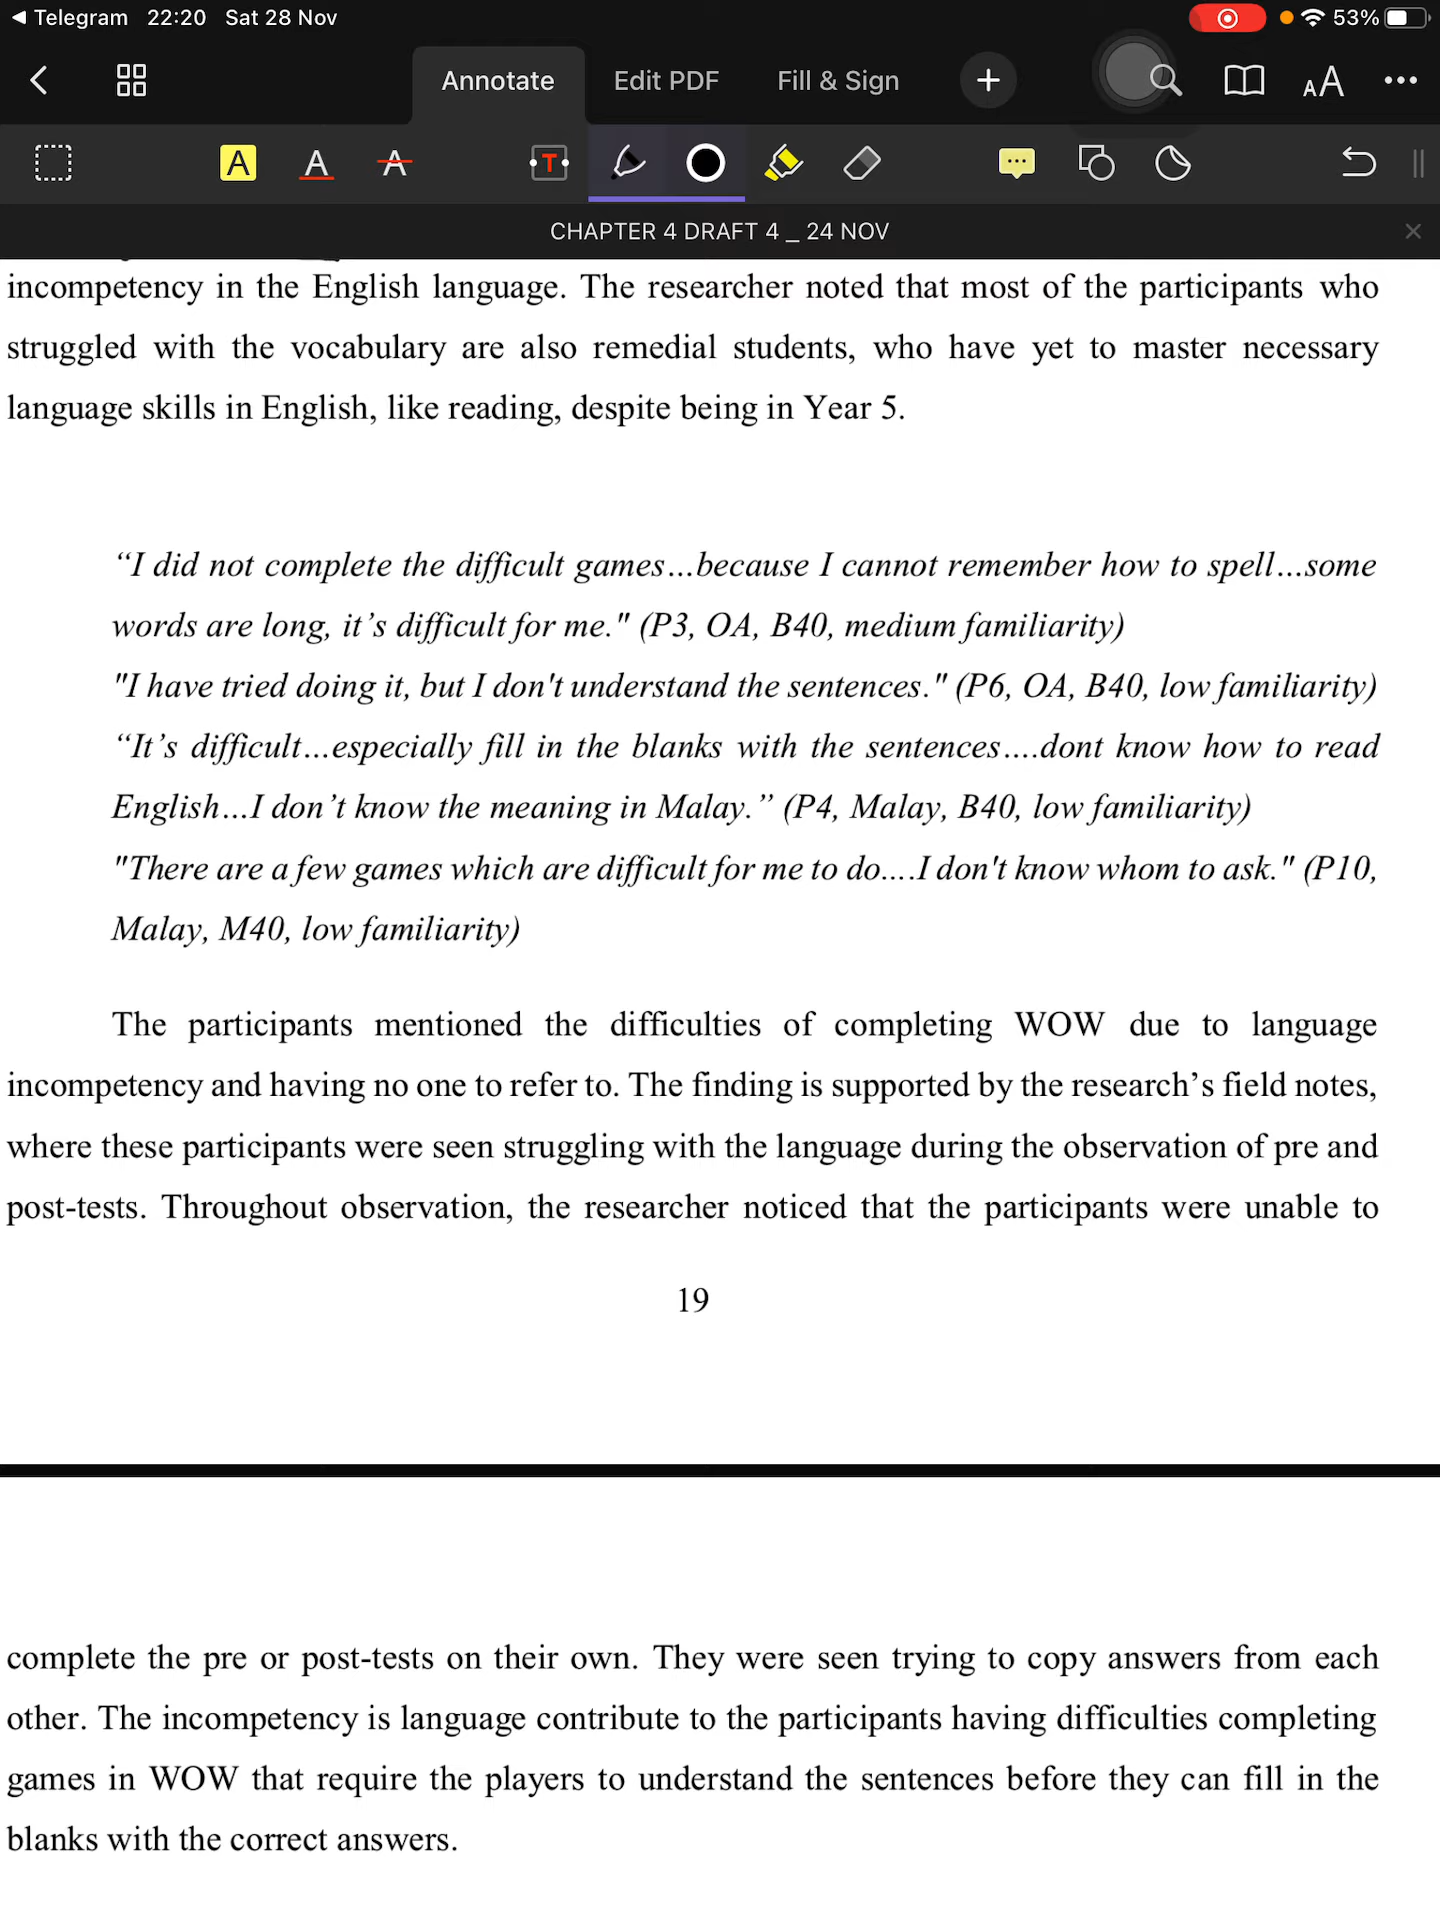 Telegram 22:20 Sat 28 Nov 53%
Annotate Edit PDF Fill & Sign AA
A A A T
CHAPTER 4 DRAFT 4 _ 24 NOV
incompetency in the English language. The researcher noted that most of the participants who
struggled with the vocabulary are also remedial students, who have yet to master necessary
language skills in English, like reading, despite being in Year 5.
“I did not complete the difficult games...because I cannot remember how to spell...some
words are long, it’s difficult for me." (P3, OA, B40, medium familiarity)
"I have tried doing it, but I don't understand the sentences." (P6, OA, B40, low familiarity)
“It’s difficult...especially fill in the blanks with the sentences....dont know how to read
English...I don’t know the meaning in Malay.” (P4, Malay, B40, low familiarity)
"There are a few games which are difficult for me to do....I don't know whom to ask." (P10,
Malay, M40, low familiarity)
The participants mentioned the difficulties of completing WOW due to language
incompetency and having no one to refer to. The finding is supported by the research’s field notes,
where these participants were seen struggling with the language during the observation of pre and
post-tests. Throughout observation, the researcher noticed that the participants were unable to
19
complete the pre or post-tests on their own. They were seen trying to copy answers from each
other. The incompetency is language contribute to the participants having difficulties completing
games in WOW that require the players to understand the sentences before they can fill in the
blanks with the correct answers.